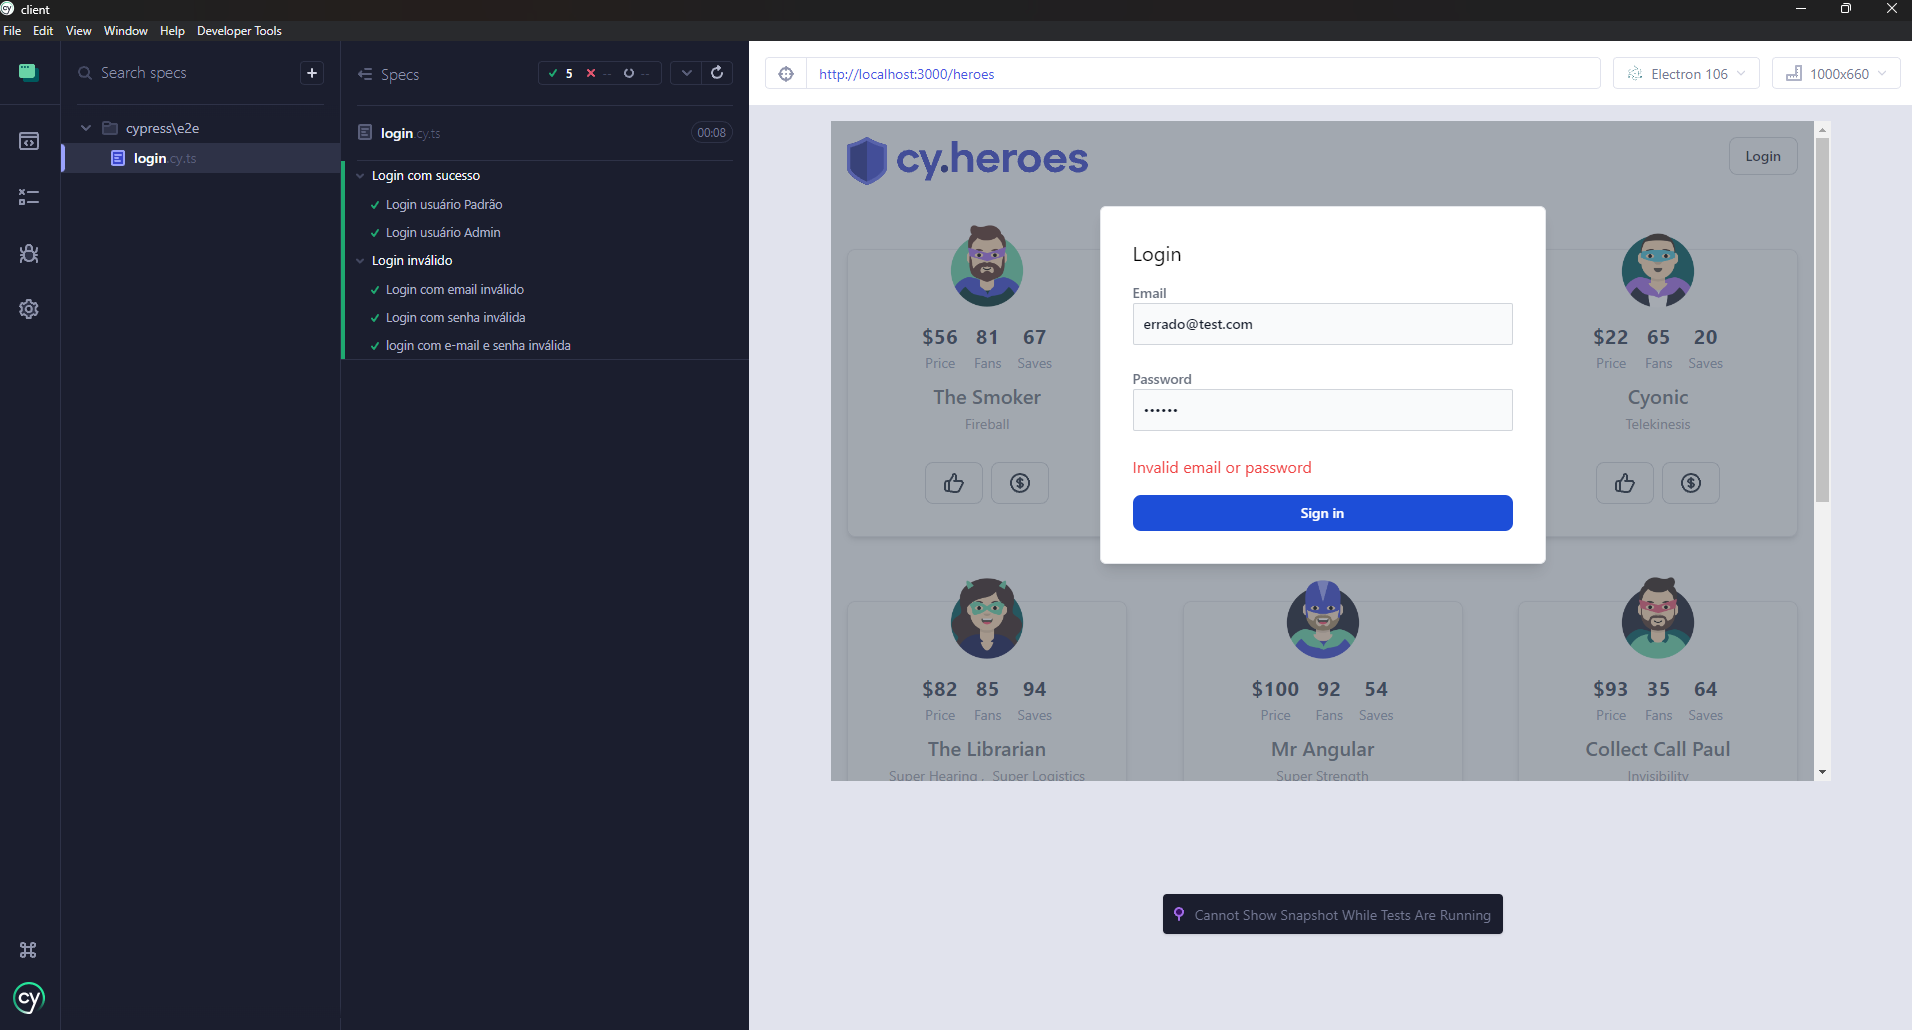 client
File Edit View Window Help Developer Tools
Search specs
cypress\e2e
login.cy.ts
Specs
5 -- --
login.cy.ts
00:08
Login com sucesso
Login usuário Padrão
Login usuário Admin
Login inválido
Login com email inválido
Login com senha inválida
login com e-mail e senha inválida
cy
http://localhost:3000/heroes
Electron 106
1000x660
cy.heroes
Login
$56 81 67
Price Fans Saves
The Smoker
Fireball
$22 65 20
Price Fans Saves
Cyonic
Telekinesis
Login
Email
errado@test.com
Password
••••••
Invalid email or password
Sign in
$82 85 94
Price Fans Saves
The Librarian
Super Hearing , Super Logistics
$100 92 54
Price Fans Saves
Mr Angular
Super Strength
$93 35 64
Price Fans Saves
Collect Call Paul
Invisibility
Cannot Show Snapshot While Tests Are Running